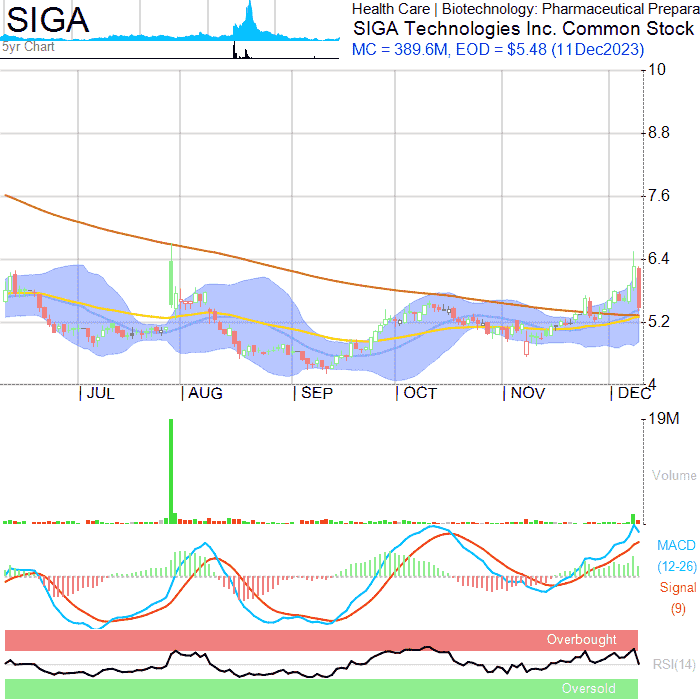 SIGA
5yr Chart
Health Care | Biotechnology: Pharmaceutical Prepara
SIGA Technologies Inc. Common Stock
MC = 389.6M, EOD = $5.48 (11Dec2023)
10
8.8
7.6
6.4
5.2
4
| JUL | AUG | SEP | OCT | NOV | DEC
19M
Volume
MACD
(12-26)
Signal
(9)
Overbought
RSI(14)
Oversold